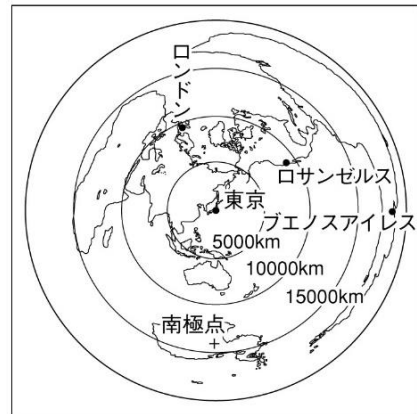 ロンドン
ロサンゼルス
東京
ブエノスアイレス
5000km
10000km
15000km
南極点